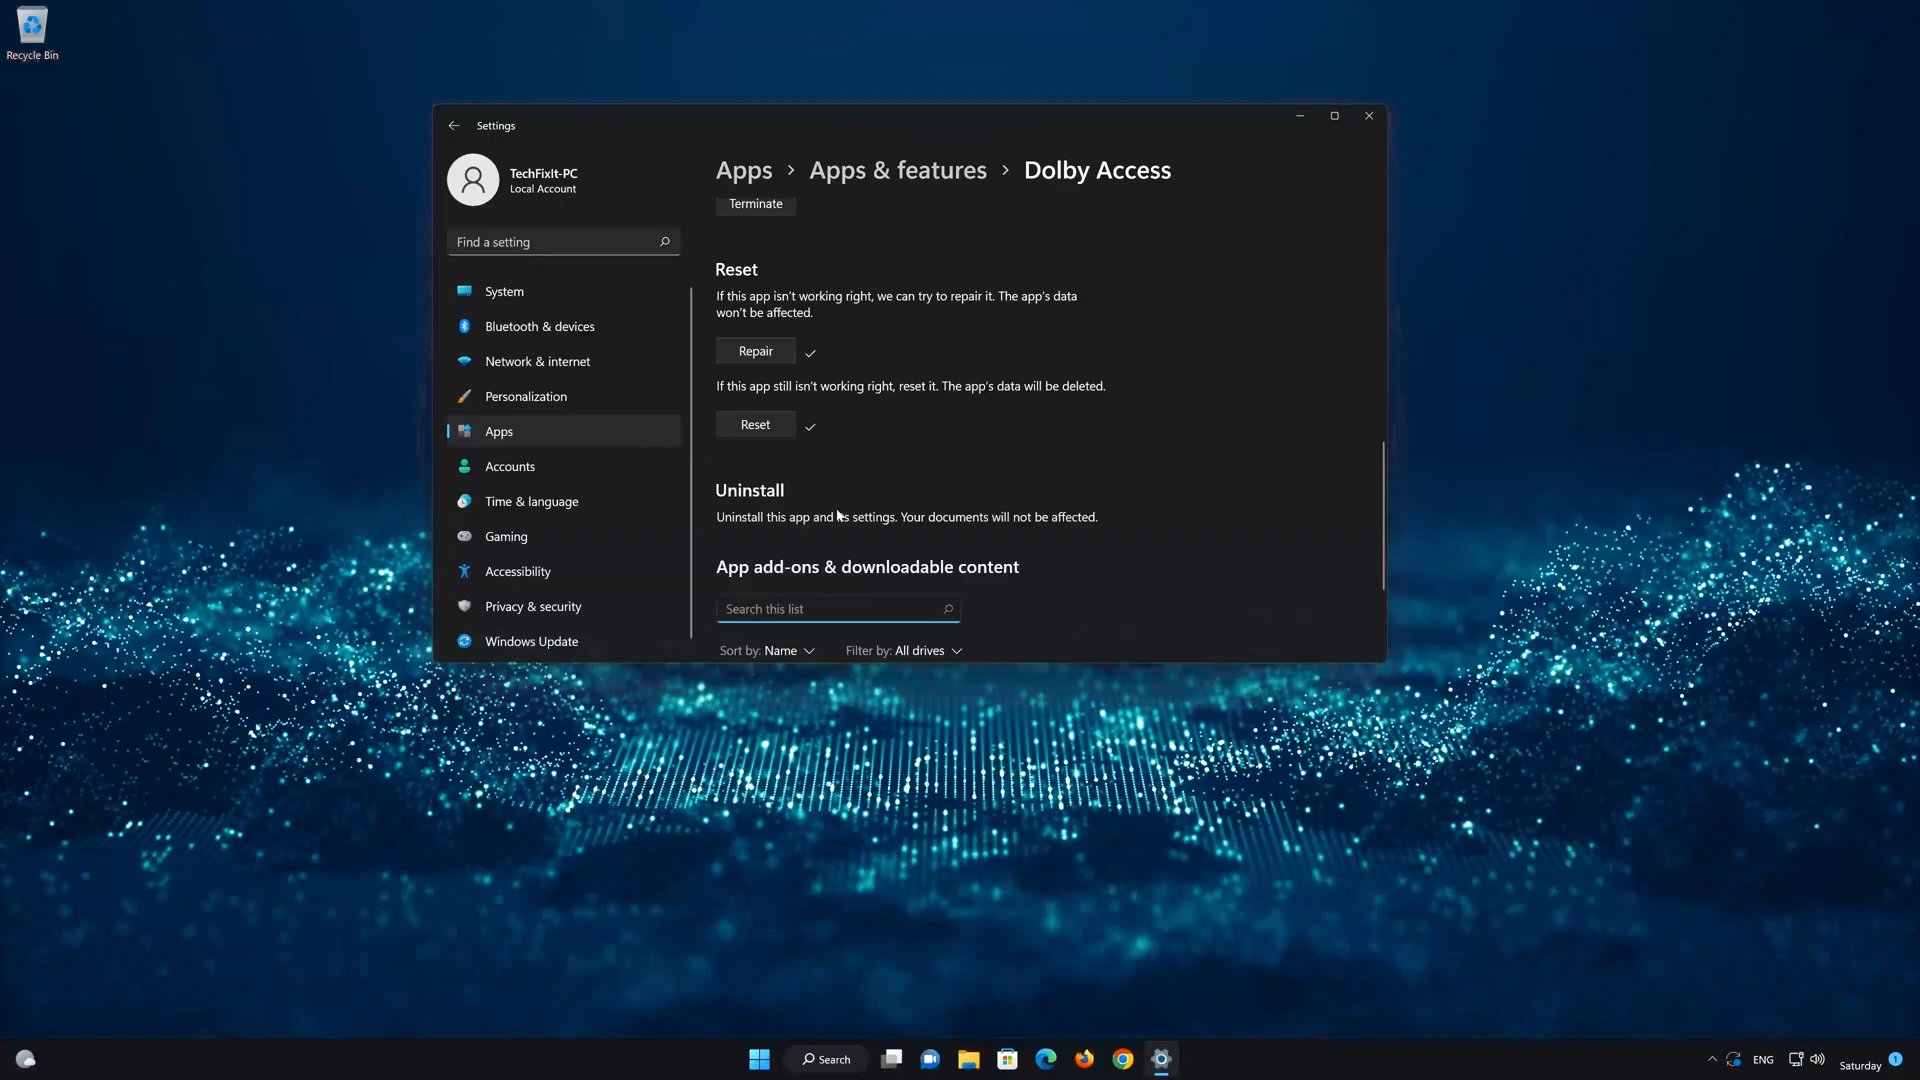 Recycle Bin
Settings
TechFixIt-PC
Local Account
Find a setting
System
Bluetooth & devices
Network & internet
Personalization
Apps
Accounts
Time & language
Gaming
Accessibility
Privacy & security
Windows Update
Apps > Apps & features > Dolby Access
Terminate
Reset
If this app isn't working right, we can try to repair it. The app's data
won't be affected.
Repair
If this app still isn't working right, reset it. The app's data will be deleted.
Reset
Uninstall
Uninstall this app and its settings. Your documents will not be affected.
App add-ons & downloadable content
Search this list
Sort by: Name Filter by: All drives
Search
ENG
Saturday
1